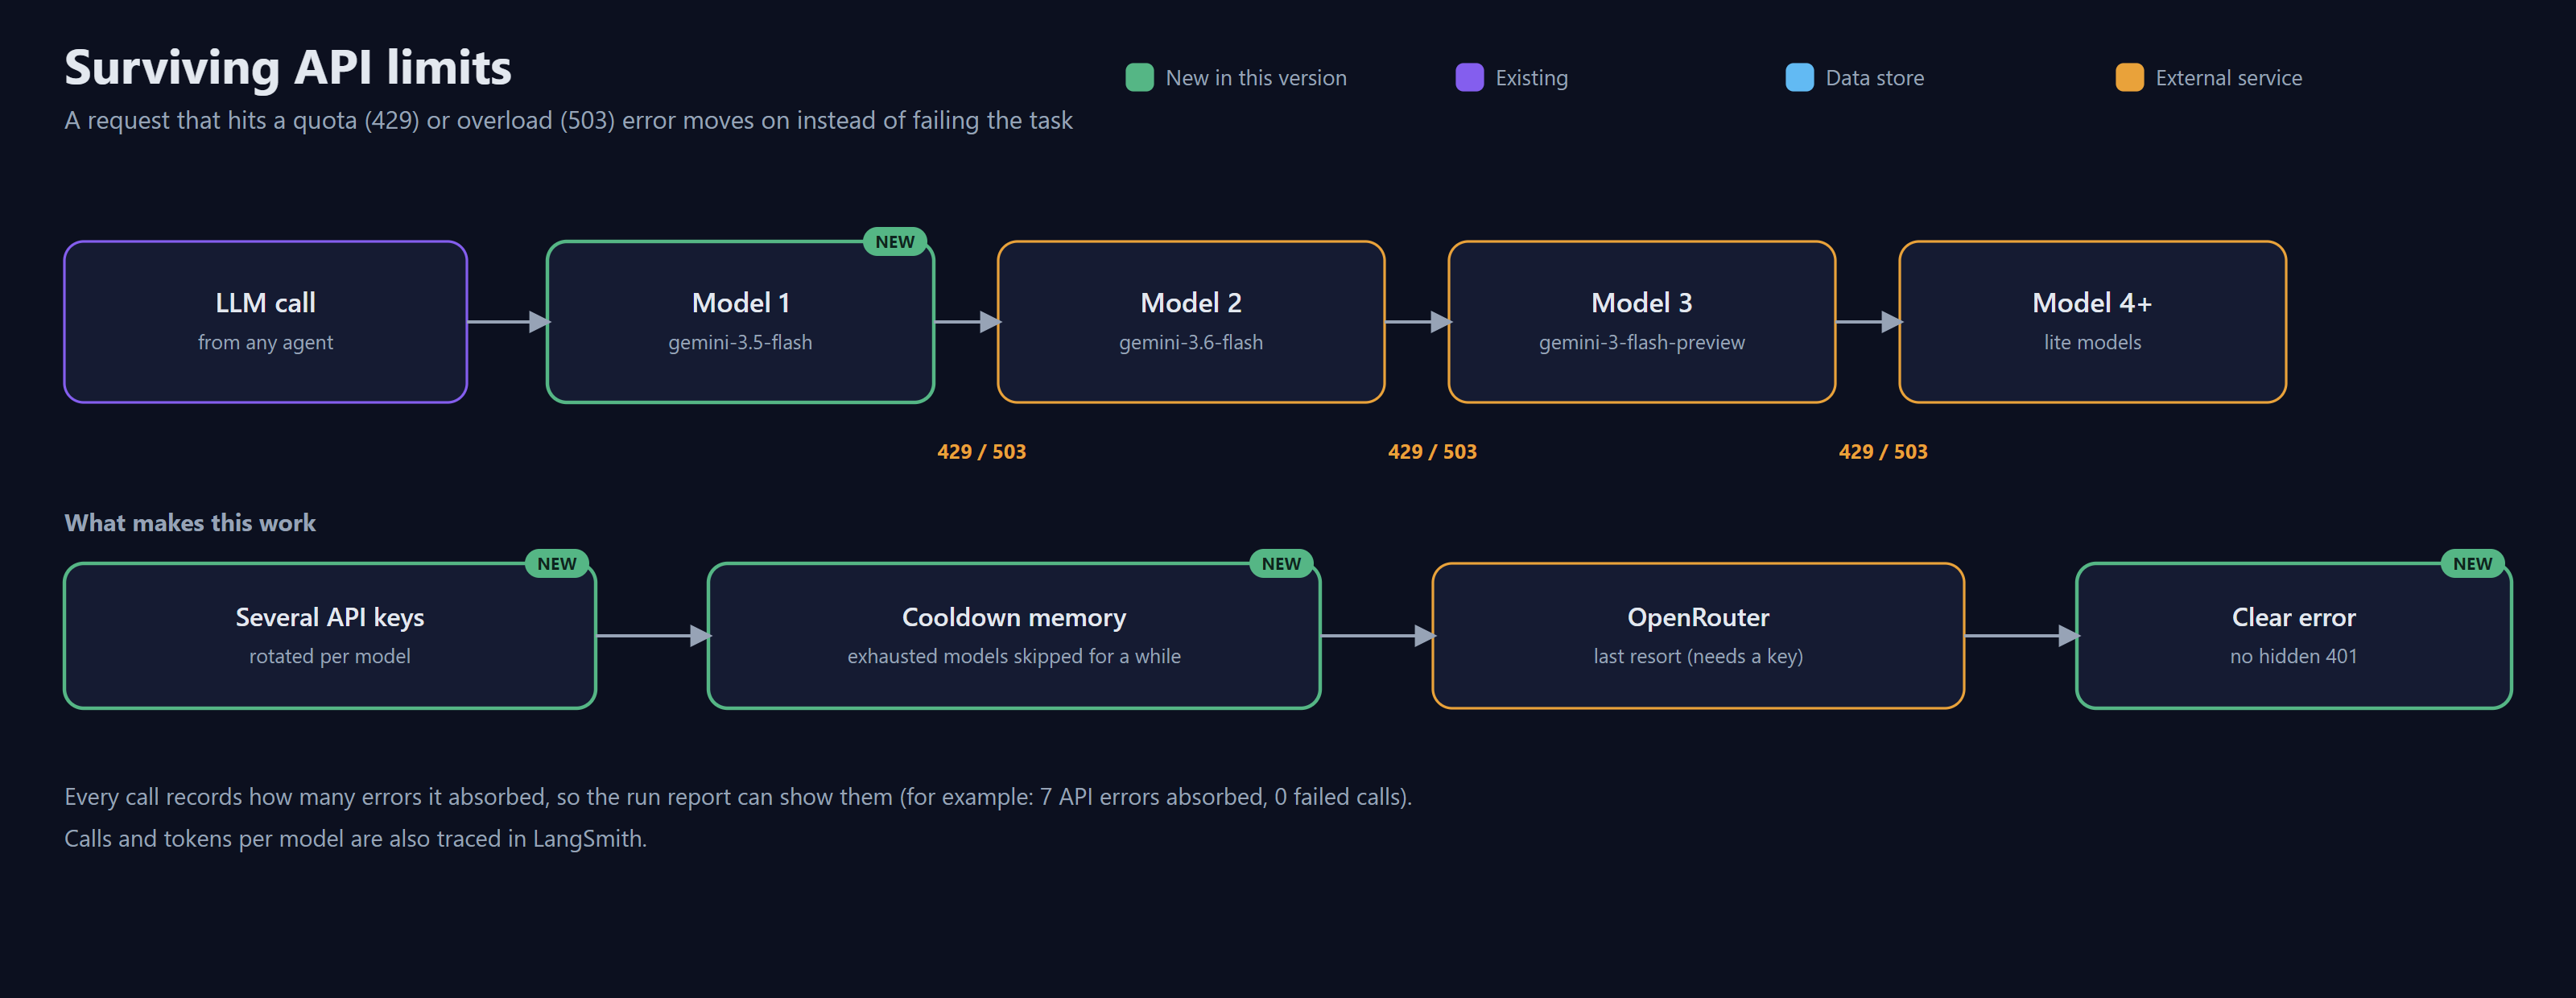 Surviving API limits
A request that hits a quota (429) or overload (503) error moves on instead of failing the task
New in this version
Existing
Data store
External service
LLM call
from any agent
NEW
Model 1
gemini-3.5-flash
Model 2
gemini-3.6-flash
Model 3
gemini-3-flash-preview
Model 4+
lite models
429 / 503
429 / 503
429 / 503
What makes this work
NEW
Several API keys
rotated per model
NEW
Cooldown memory
exhausted models skipped for a while
OpenRouter
last resort (needs a key)
NEW
Clear error
no hidden 401
Every call records how many errors it absorbed, so the run report can show them (for example: 7 API errors absorbed, 0 failed calls).
Calls and tokens per model are also traced in LangSmith.